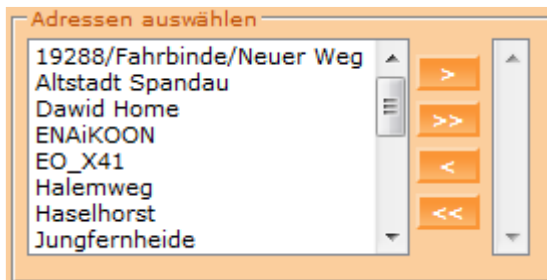 Adressen auswählen
19288/Fahrbinde/Neuer Weg
Altstadt Spandau
Dawid Home
ENAiKOON
EO_X41
Halemweg
Haselhorst
Jungfernheide
>
>>
<
<<